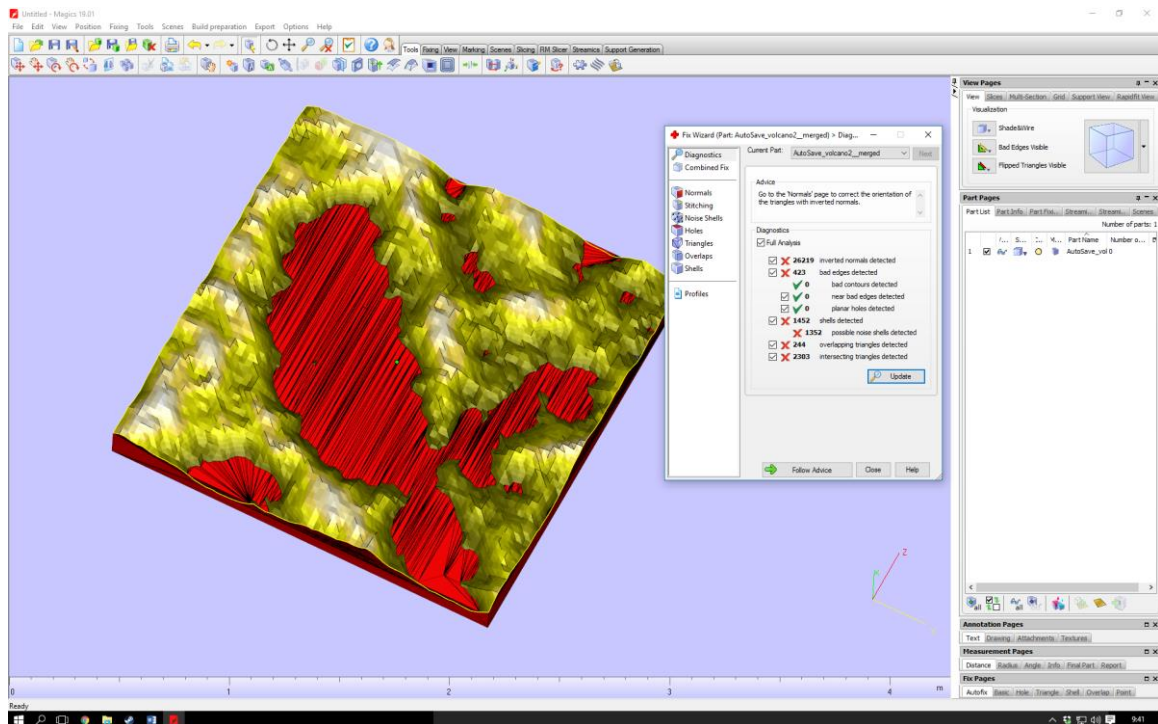 Untitled - Magics 19.01
File Edit View Position Fixing Tools Scenes Build preparation Export Options Help
Tools Fixing View Marking Scenes Slicing RM Slicer Streamics Support Generation
View Pages
View Slices Multi-Section Grid Support View Rapidfit View
Visualization
Shade&Wire
Bad Edges Visible
Flipped Triangles Visible
Part Pages
Part List Part Info Part Fixi... Streami... Streami... Scenes
Number of parts: 1
Part Name Number o...
1 AutoSave_vol 0
Fix Wizard (Part: AutoSave_volcano2__merged) > Diag...
Diagnostics
Combined Fix
Normals
Stitching
Noise Shells
Holes
Triangles
Overlaps
Shells
Profiles
Current Part: AutoSave_volcano2__merged Next
Advice
Go to the 'Normals' page to correct the orientation of
the triangles with inverted normals.
Diagnostics
Full Analysis
26219 inverted normals detected
423 bad edges detected
0 bad contours detected
0 near bad edges detected
0 planar holes detected
1452 shells detected
1352 possible noise shells detected
244 overlapping triangles detected
2303 intersecting triangles detected
Update
Follow Advice Close Help
Annotation Pages
Text Drawing Attachments Textures
Measurement Pages
Distance Radius Angle Info Final Part Report
Fix Pages
Autofix Basic Hole Triangle Shell Overlap Point
Z
0 1 2 3 4 m
Ready
9:41